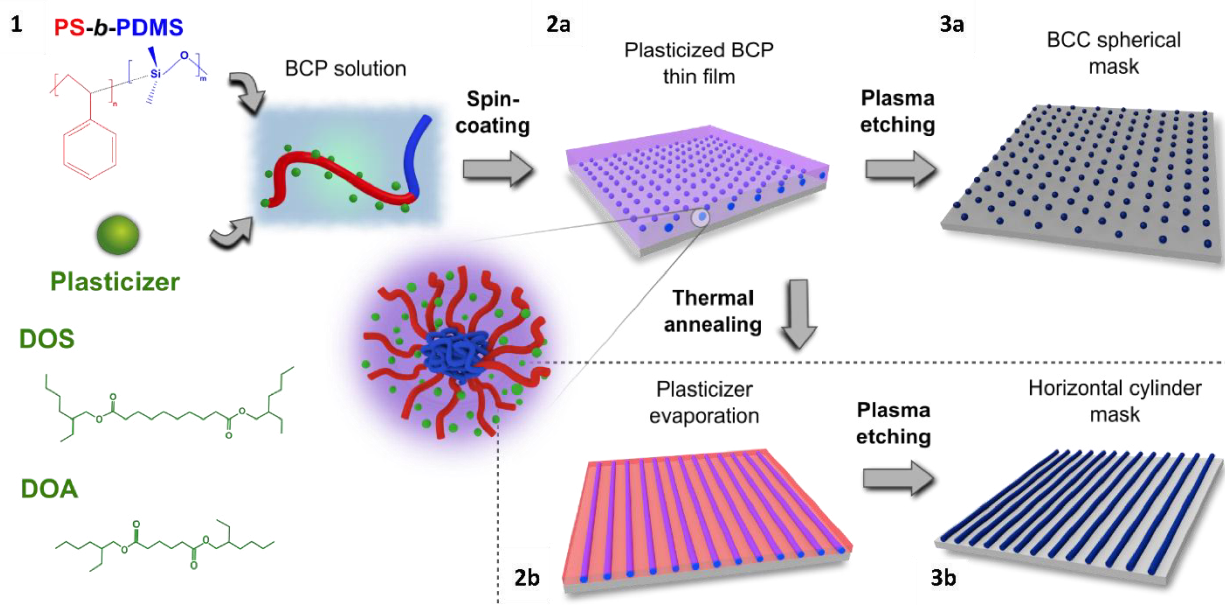 1
PS-b-PDMS
Si
O
n
m
Plasticizer
DOS
O
O
O
O
DOA
O
O
O
O
BCP solution
Spin-
coating
2a
Plasticized BCP
thin film
Plasma
etching
3a
BCC spherical
mask
Thermal
annealing
Plasticizer
evaporation
2b
Plasma
etching
Horizontal cylinder
mask
3b